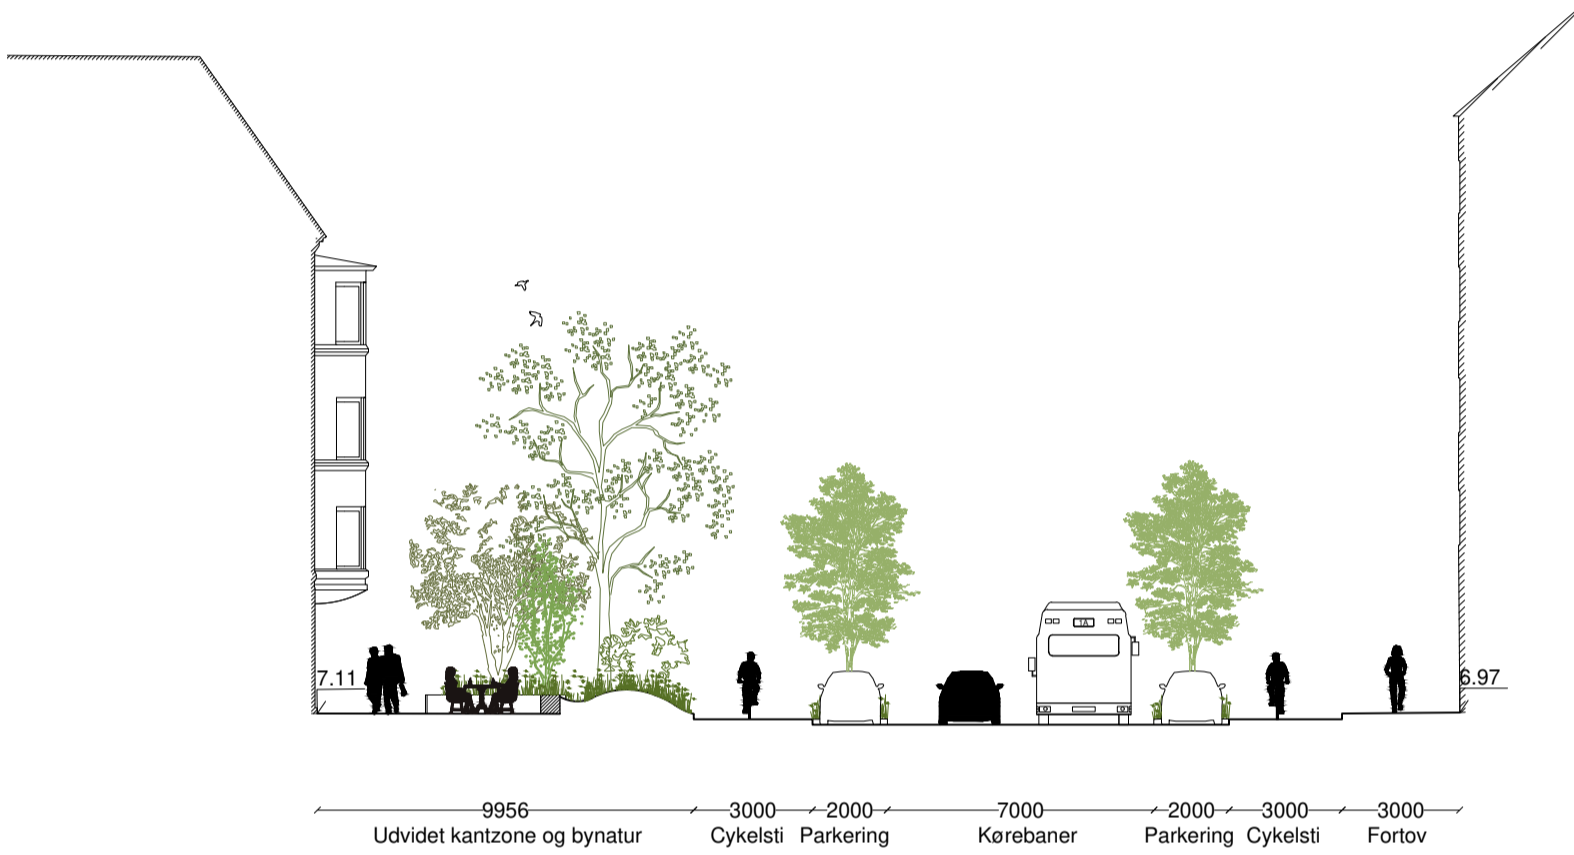 1A
7.11
6.97
9956 3000 2000 7000 2000 3000 3000
Udvidet kantzone og bynatur Cykelsti Parkering Kørebaner Parkering Cykelsti Fortov